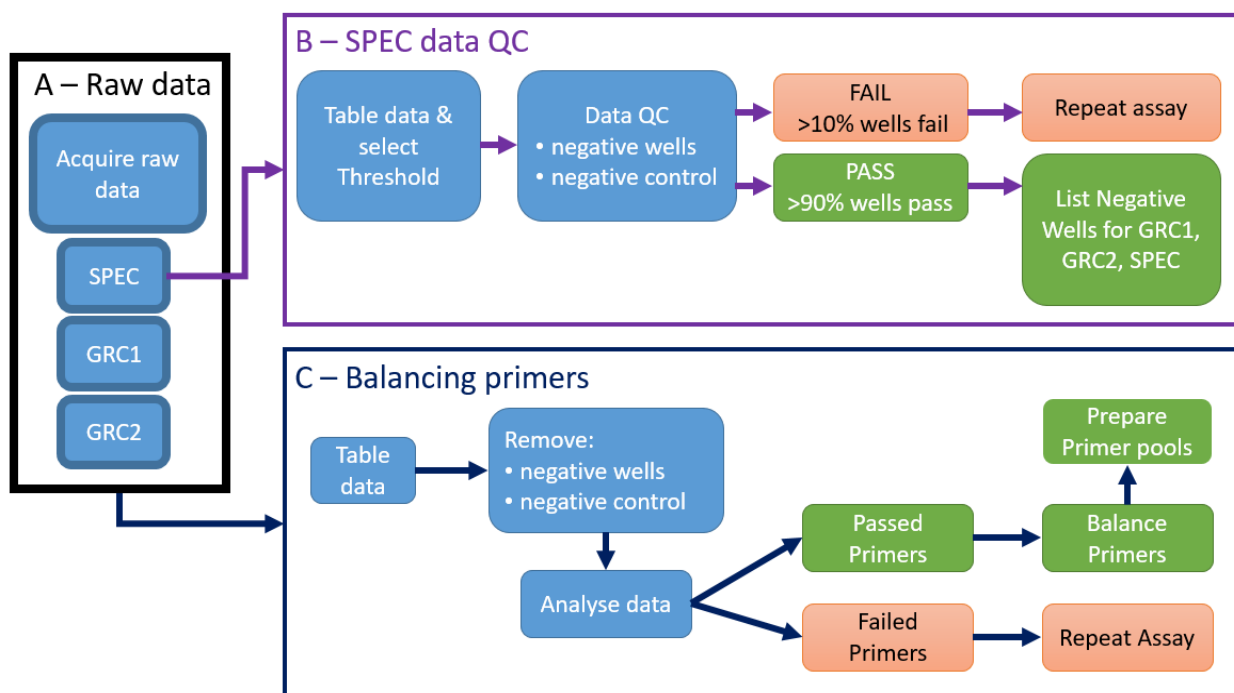 A – Raw data
Acquire raw
data
SPEC
GRC1
GRC2
B – SPEC data QC
Table data &
select
Threshold
Data QC
• negative wells
• negative control
FAIL
>10% wells fail
Repeat assay
PASS
>90% wells pass
List Negative
Wells for GRC1,
GRC2, SPEC
C – Balancing primers
Table
data
Remove:
• negative wells
• negative control
Analyse data
Passed
Primers
Balance
Primers
Prepare
Primer pools
Failed
Primers
Repeat Assay